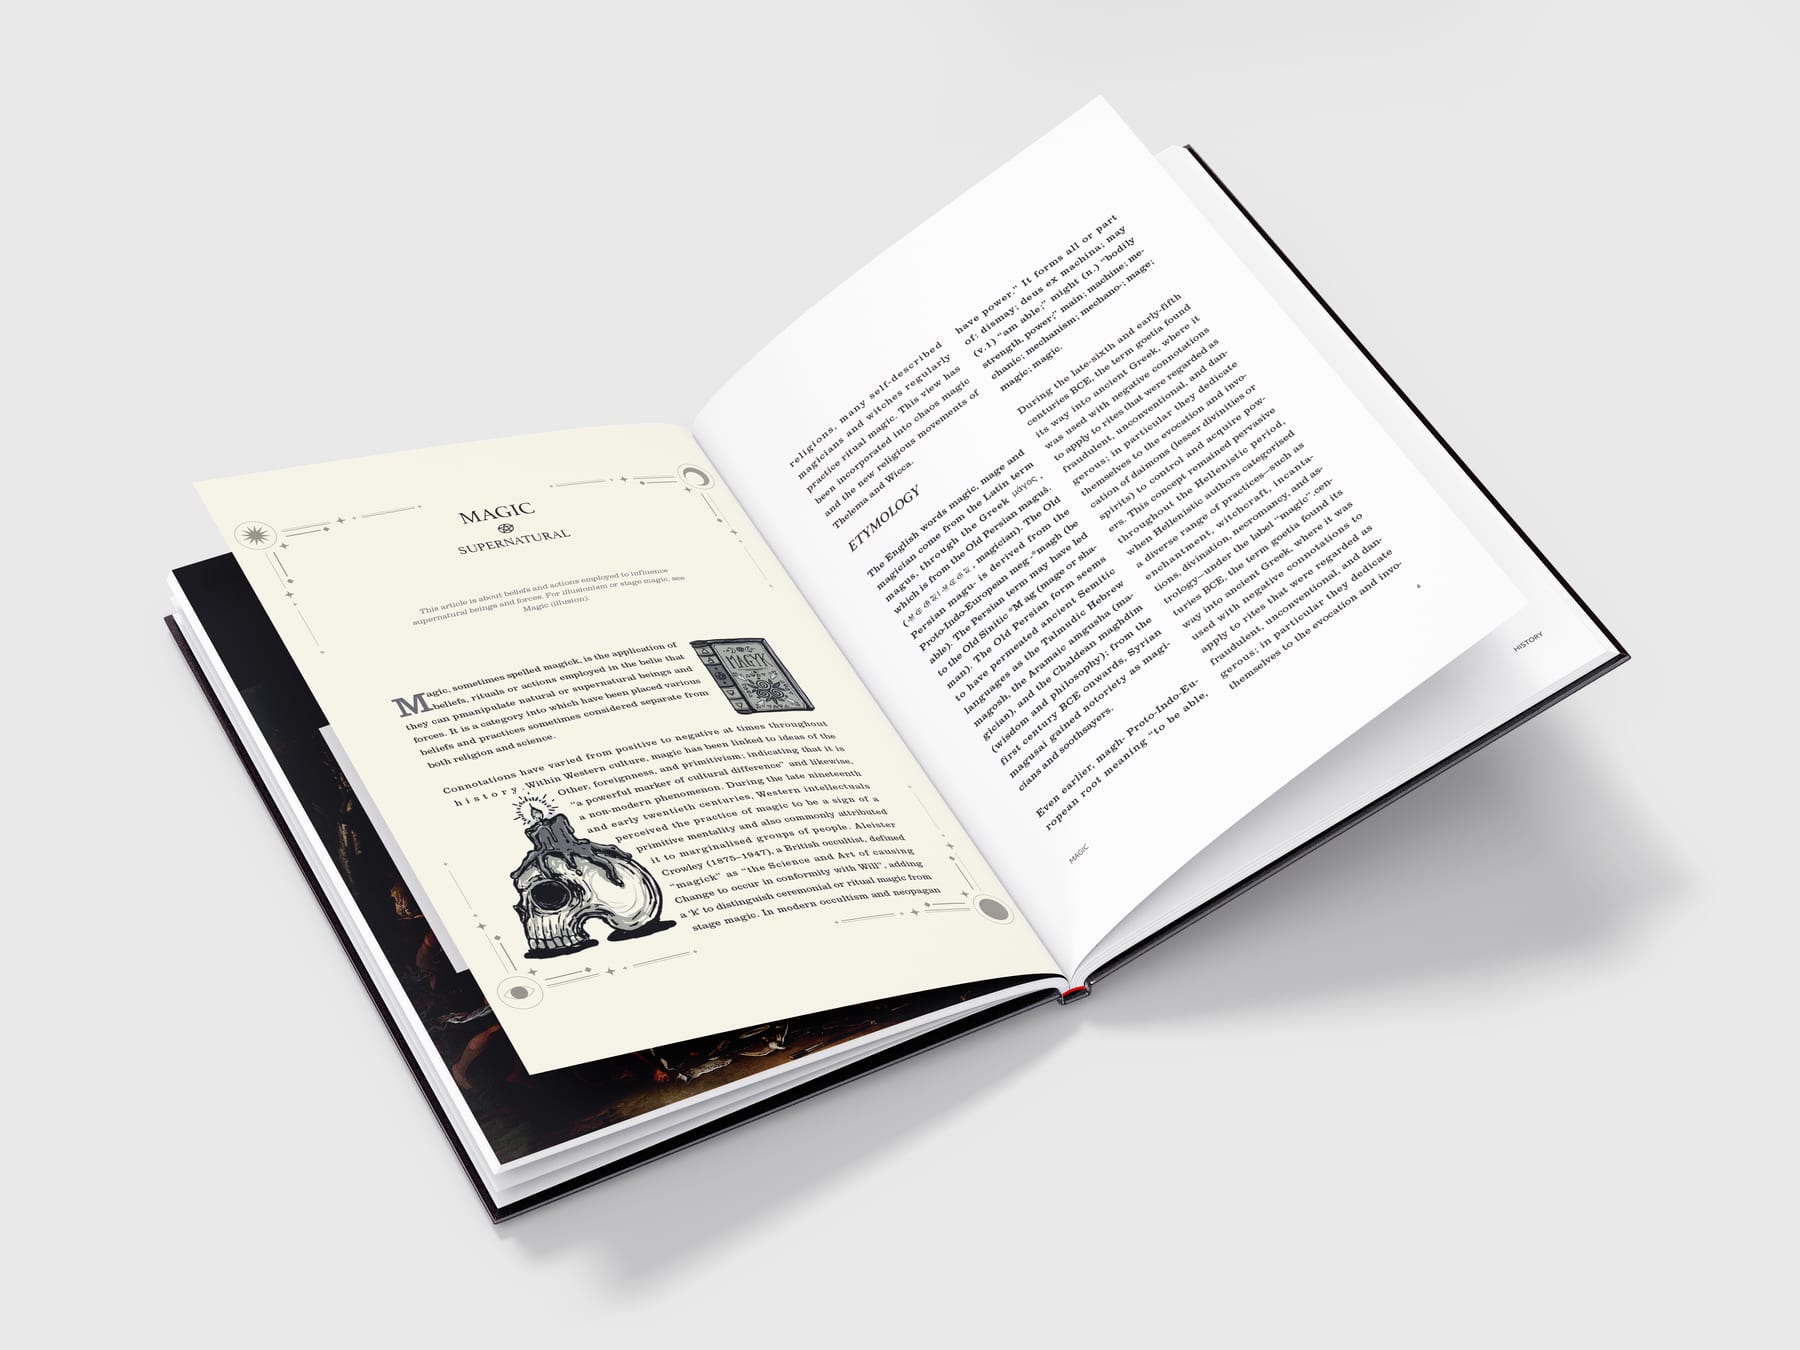 MAGIC
SUPERNATURAL
This article is about beliefs and actions employed to influence
supernatural beings and forces. For illusionism or stage magic, see
Magic (illusion).
Magic, sometimes spelled magick, is the application of
beliefs, rituals or actions employed in the belie that
they can pmanipulate natural or supernatural beings and
forces. It is a category into which have been placed various
beliefs and practices sometimes considered separate from
both religion and science.
MAGYK
Connotations have varied from positive to negative at times throughout
history. Within Western culture, magic has been linked to ideas of the
Other, foreignness, and primitivism; indicating that it is
“a powerful marker of cultural difference” and likewise,
a non-modern phenomenon. During the late nineteenth
and early twentieth centuries, Western intellectuals
perceived the practice of magic to be a sign of a
primitive mentality and also commonly attributed
it to marginalised groups of people. Aleister
Crowley (1875–1947), a British occultist, defined
“magick” as “the Science and Art of causing
Change to occur in conformity with Will”, adding
a ‘k’ to distinguish ceremonial or ritual magic from
stage magic. In modern occultism and neopagan
religions, many self-described
magicians and witches regularly
practice ritual magic. This view has
been incorporated into chaos magic
and the new religious movements of
Thelema and Wicca.
ETYMOLOGY
The English words magic, mage and
magician come from the Latin term
magus, through the Greek μάγος,
which is from the Old Persian maguš.
magician). The Old
Persian magu- is derived from the
Proto-Indo-European meg-*magh (be
able). The Persian term may have led
to the Old Sinitic *Mag (mage or sha-
man). The Old Persian form seems
to have permeated ancient Semitic
languages as the Talmudic Hebrew
magosh, the Aramaic amgusha (ma-
gician), and the Chaldean maghdim
(wisdom and philosophy); from the
first century BCE onwards, Syrian
magusai gained notoriety as magi-
cians and soothsayers.
Even earlier, magh- Proto-Indo-Eu-
ropean root meaning “to be able,
have power.” It forms all or part
of: dismay; deus ex machina; may
(v.1) “am able;” might (n.) “bodily
strength, power;” main; machine; me-
chanic; mechanism; mechano-; mage;
magic; magic.
During the late-sixth and early-fifth
centuries BCE, the term goetia found
its way into ancient Greek, where it
was used with negative connotations
to apply to rites that were regarded as
fraudulent, unconventional, and dan-
gerous; in particular they dedicate
themselves to the evocation and invo-
cation of daimons (lesser divinities or
spirits) to control and acquire pow-
ers. This concept remained pervasive
throughout the Hellenistic period,
when Hellenistic authors categorised
a diverse range of practices—such as
enchantment, witchcraft, incanta-
tions, divination, necromancy, and as-
trology—under the label “magic”.cen-
turies BCE, the term goetia found its
way into ancient Greek, where it was
used with negative connotations to
apply to rites that were regarded as
fraudulent, unconventional, and dan-
gerous; in particular they dedicate
themselves to the evocation and invo-
MAGIC
4
HISTORY